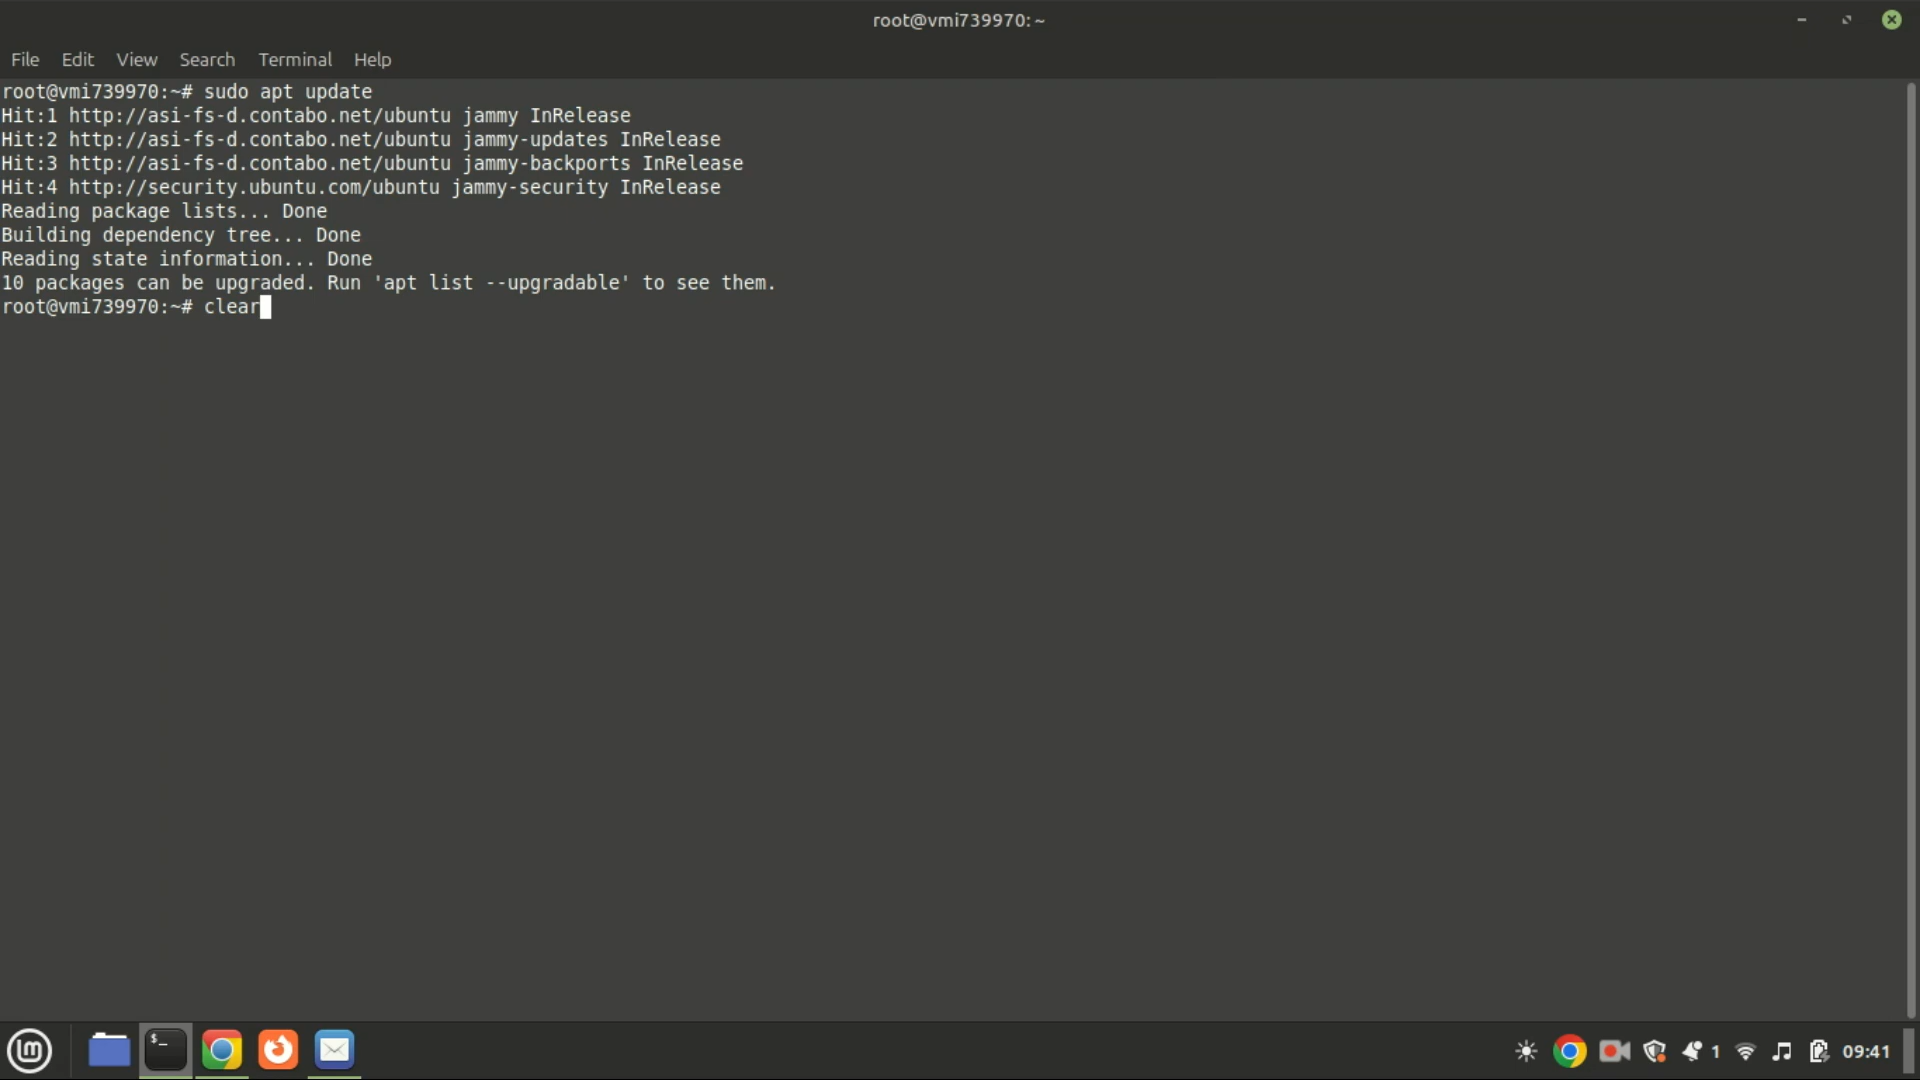 root@vmi739970: ~
File Edit View Search Terminal Help
root@vmi739970:~# sudo apt update
Hit:1 http://asi-fs-d.contabo.net/ubuntu jammy InRelease
Hit:2 http://asi-fs-d.contabo.net/ubuntu jammy-updates InRelease
Hit:3 http://asi-fs-d.contabo.net/ubuntu jammy-backports InRelease
Hit:4 http://security.ubuntu.com/ubuntu jammy-security InRelease
Reading package lists... Done
Building dependency tree... Done
Reading state information... Done
10 packages can be upgraded. Run 'apt list --upgradable' to see them.
root@vmi739970:~# clear
$_
1 09:41